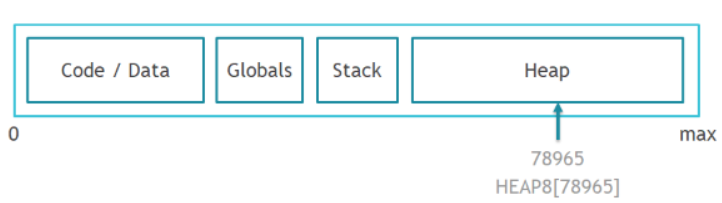 Code / Data
Globals
Stack
Heap
0
max
78965
HEAP8[78965]